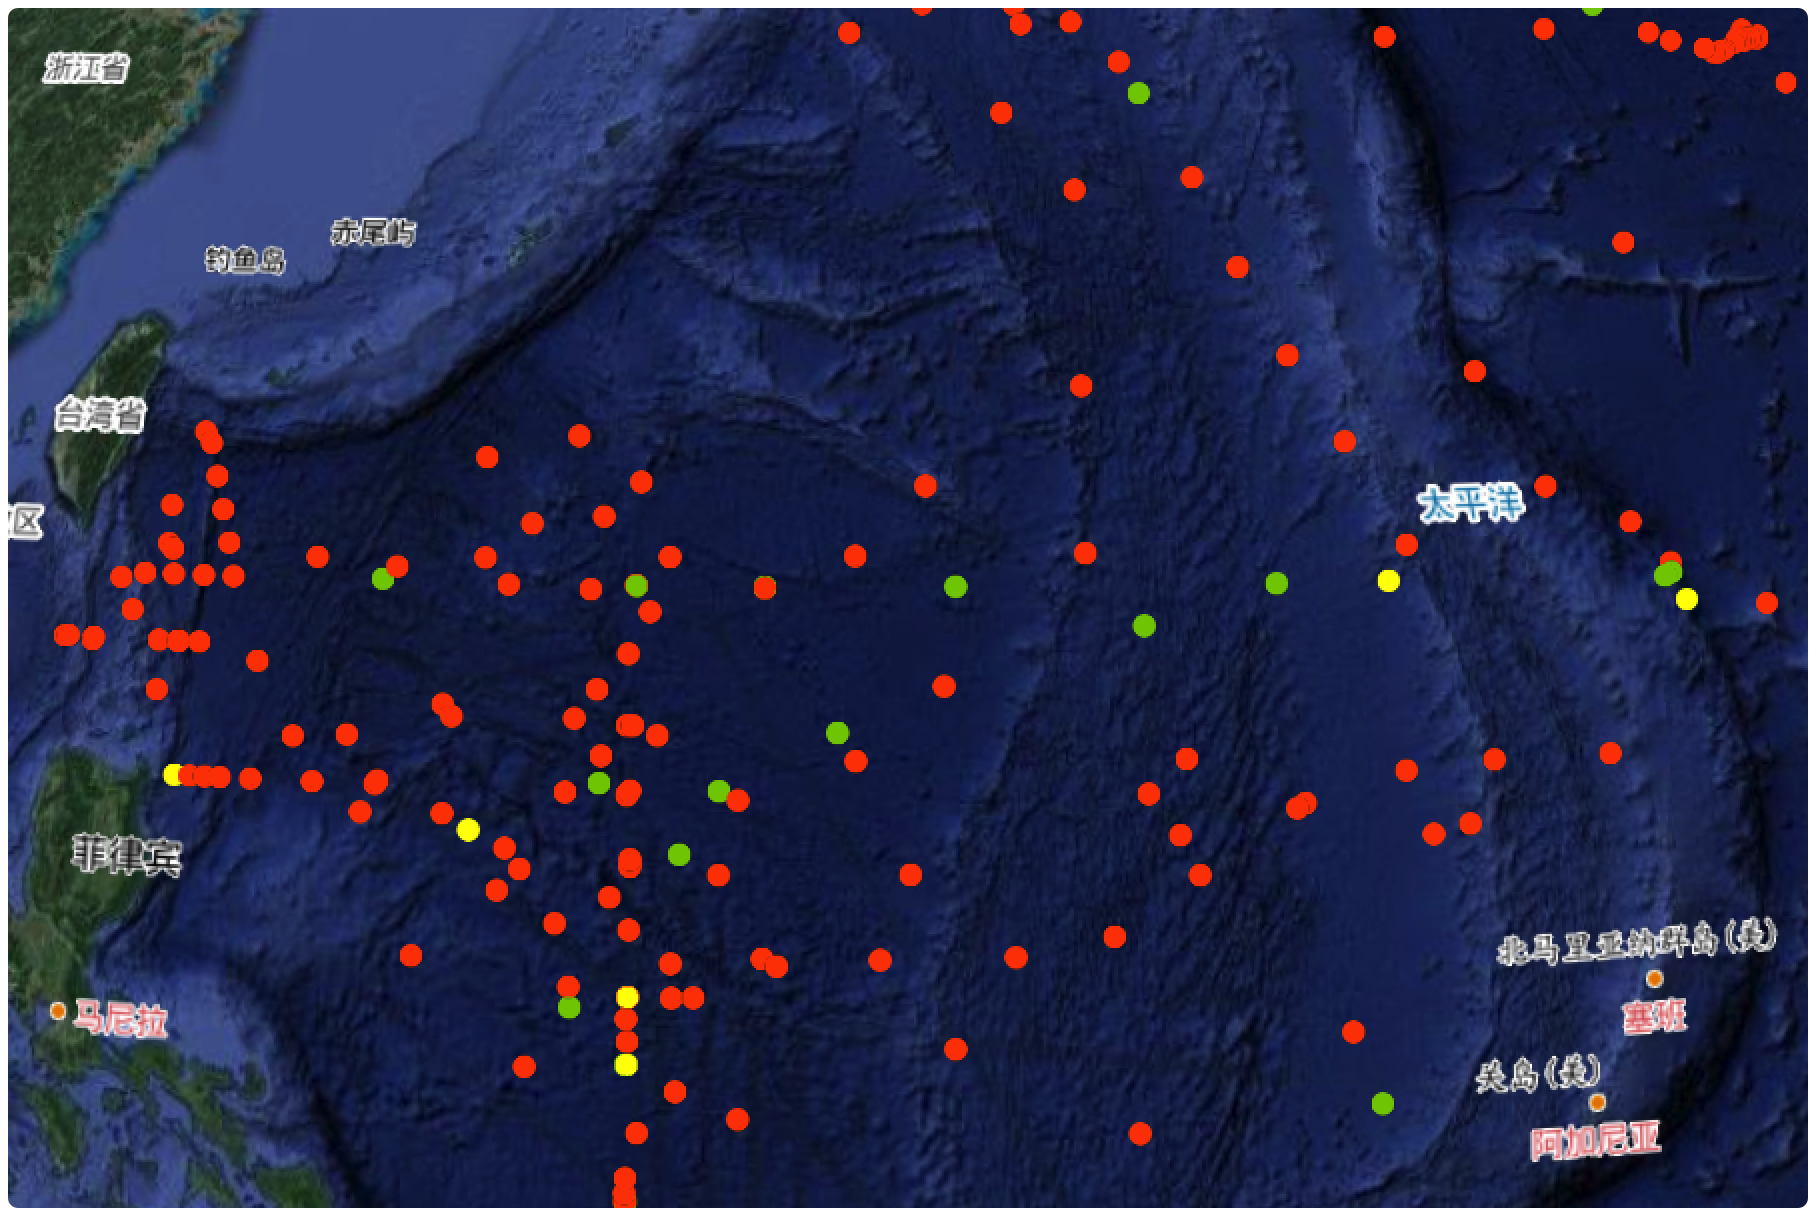 浙江省
赤尾屿
钓鱼岛
台湾省
区
太平洋
菲律宾
北马里亚纳群岛(美)
塞班
马尼拉
关岛(美)
阿加尼亚